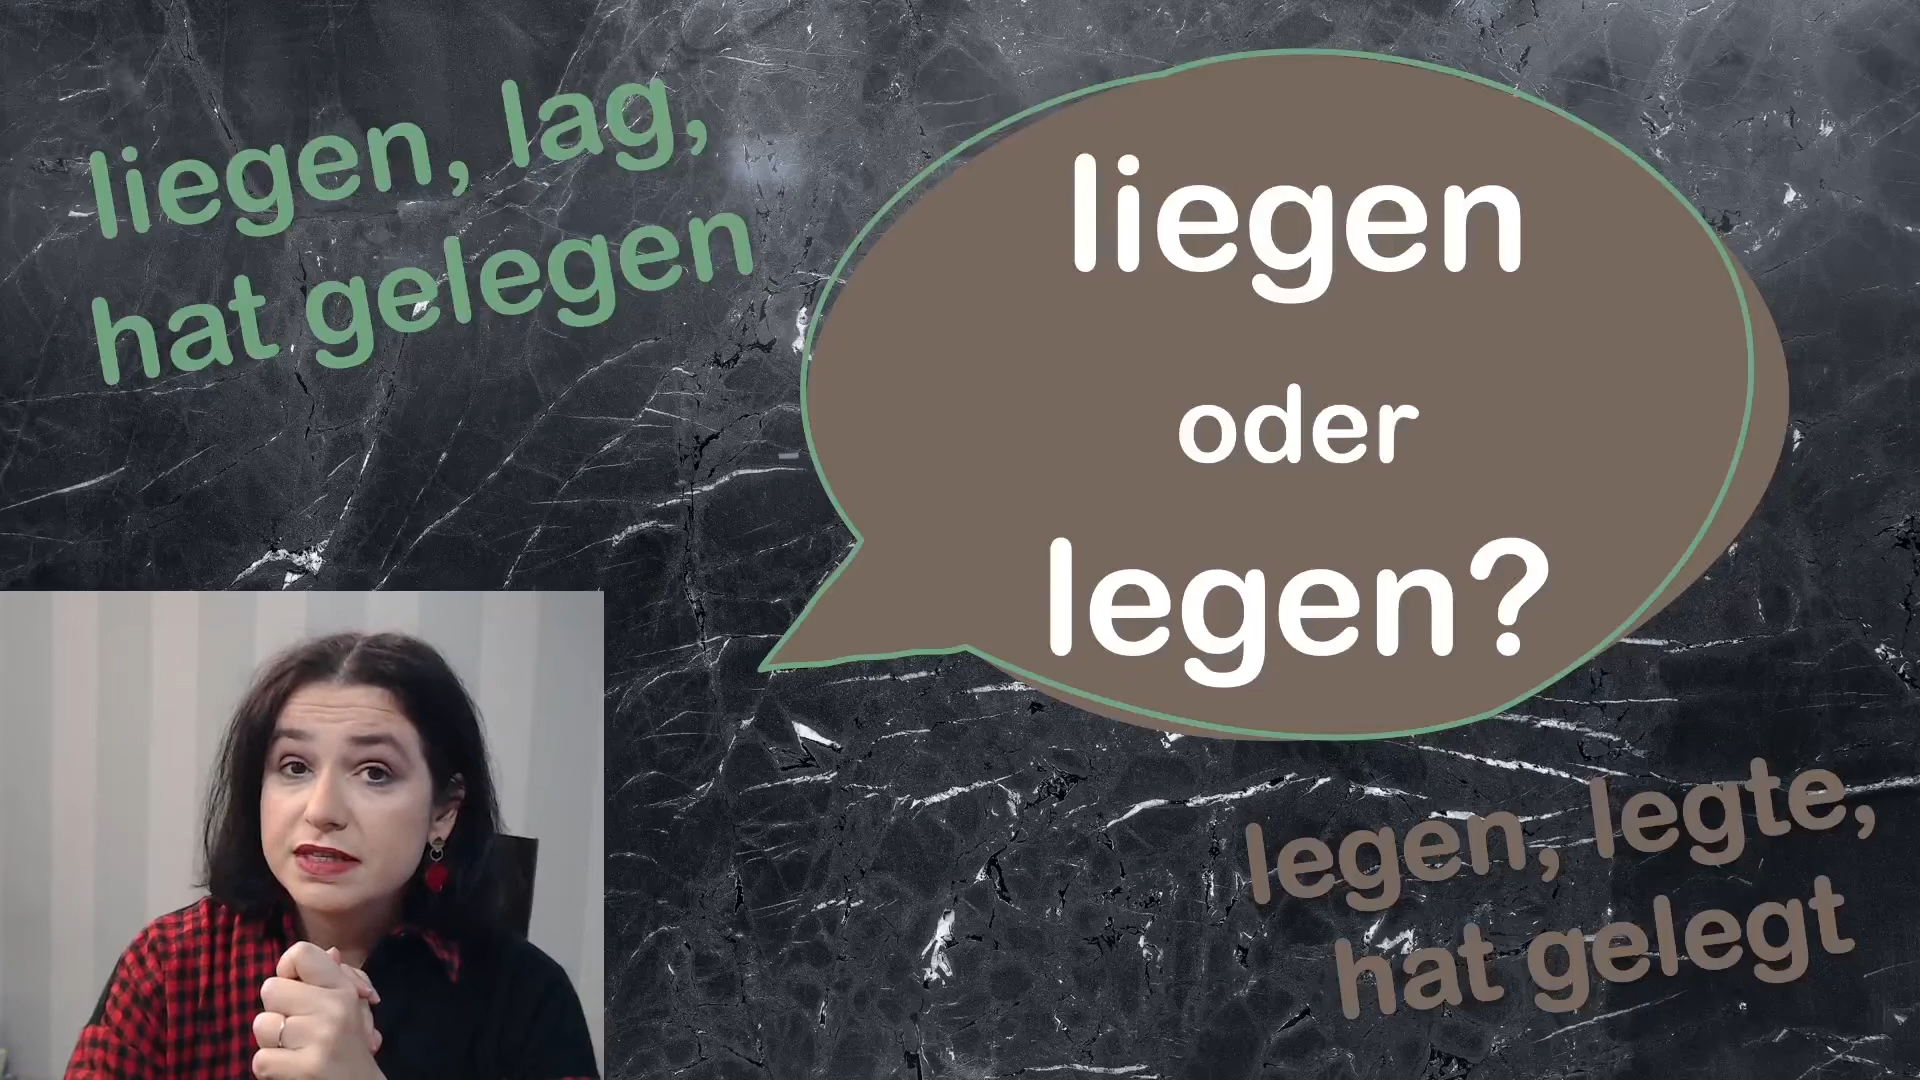 liegen, lag,
hat gelegen
liegen
oder
legen?
legen, legte,
hat gelegt